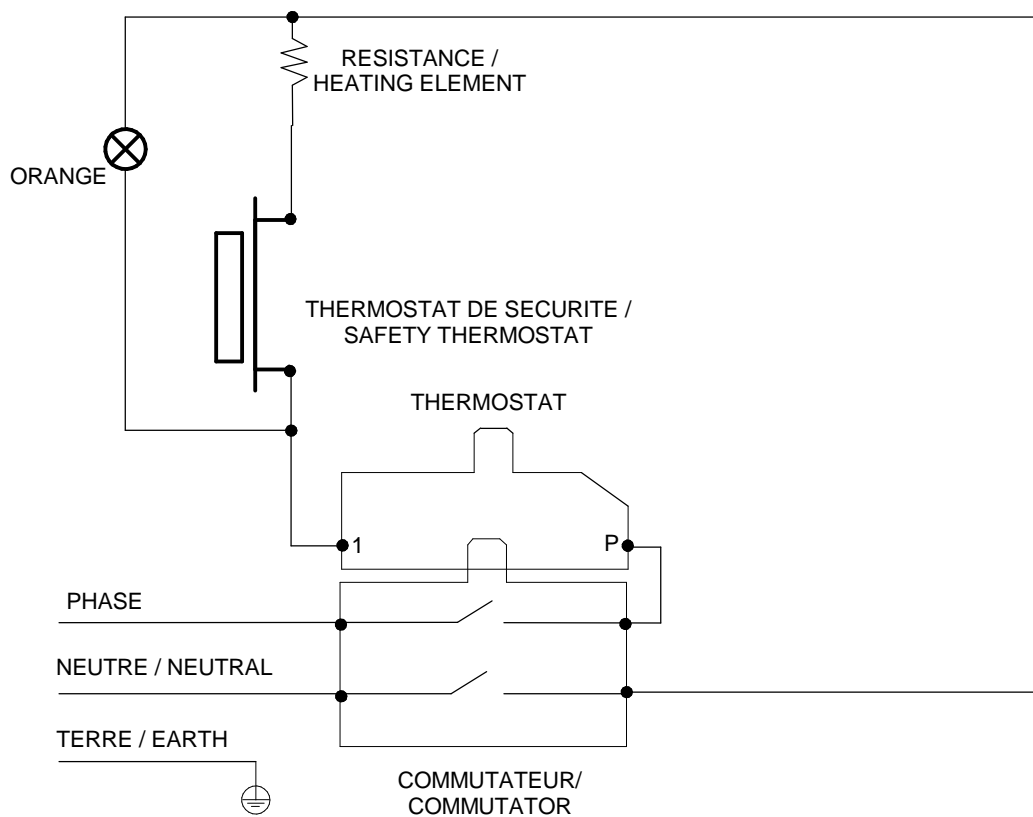 RESISTANCE /
HEATING ELEMENT
ORANGE
THERMOSTAT DE SECURITE /
SAFETY THERMOSTAT
THERMOSTAT
1
P
PHASE
NEUTRE / NEUTRAL
TERRE / EARTH
COMMUTATEUR/
COMMUTATOR